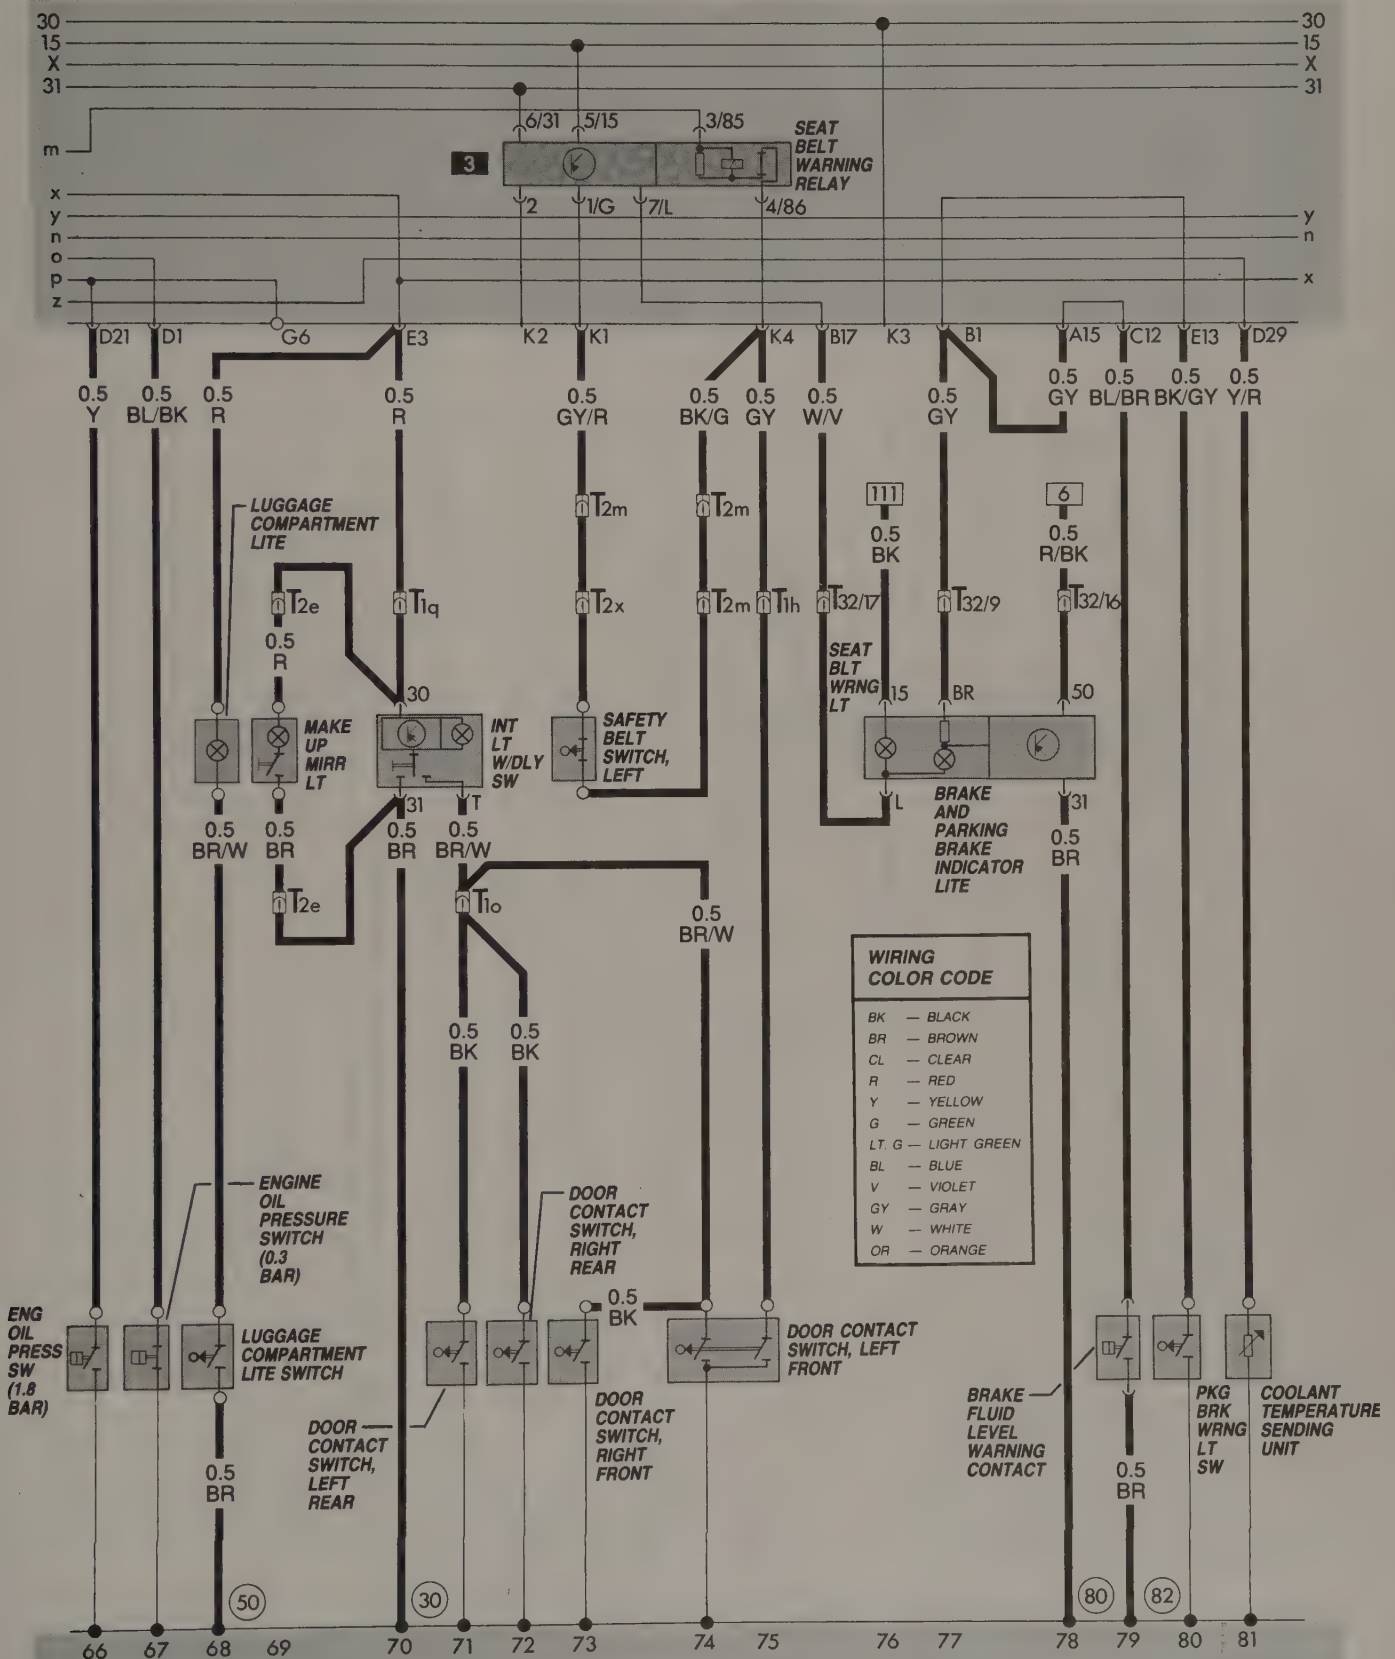 30 30
15 15
X X
31 31
6/31 5/15 3/85
m
3
SEAT
BELT
WARNING
RELAY
x
2 1/G 7/L 4/86
y y
n n
o
p x
z
D21 D1 G6 E3 K2 K1 K4 B17 K3 B1 A15 C12 E13 D29
0.5 0.5 0.5 0.5 0.5 0.5 0.5 0.5 0.5 0.5 0.5 0.5 0.5
Y BL/BK R R GY/R BK/G GY W/V GY GY BL/BR BK/GY Y/R
LUGGAGE
COMPARTMENT
LITE
T2m T2m
111 6
0.5 0.5
BK R/BK
T2e T1q T2x T2m T1h T32/17 T32/9 T32/16
0.5
R
SEAT
BLT
WRNG
LT
30 15 BR 50
MAKE
UP
MIRR
LT
INT
LT
W/DLY
SW
SAFETY
BELT
SWITCH,
LEFT
31 T L 31
BRAKE
AND
PARKING
BRAKE
INDICATOR
LITE
0.5 0.5 0.5 0.5 0.5
BR/W BR BR BR/W BR
T2e T1o
0.5
BR/W
WIRING
COLOR CODE
BK — BLACK
BR — BROWN
CL — CLEAR
R — RED
Y — YELLOW
G — GREEN
LT. G — LIGHT GREEN
BL — BLUE
V — VIOLET
GY — GRAY
W — WHITE
OR — ORANGE
0.5 0.5
BK BK
ENGINE
OIL
PRESSURE
SWITCH
(0.3
BAR)
DOOR
CONTACT
SWITCH,
RIGHT
REAR
0.5
BK
ENG
OIL
PRESS
SW
(1.8
BAR)
LUGGAGE
COMPARTMENT
LITE SWITCH
DOOR CONTACT
SWITCH, LEFT
FRONT
DOOR
CONTACT
SWITCH,
LEFT
REAR
DOOR
CONTACT
SWITCH,
RIGHT
FRONT
BRAKE
FLUID
LEVEL
WARNING
CONTACT
PKG
BRK
WRNG
LT
SW
COOLANT
TEMPERATURE
SENDING
UNIT
0.5 0.5
BR BR
50 30 80 82
66 67 68 69 70 71 72 73 74 75 76 77 78 79 80 81